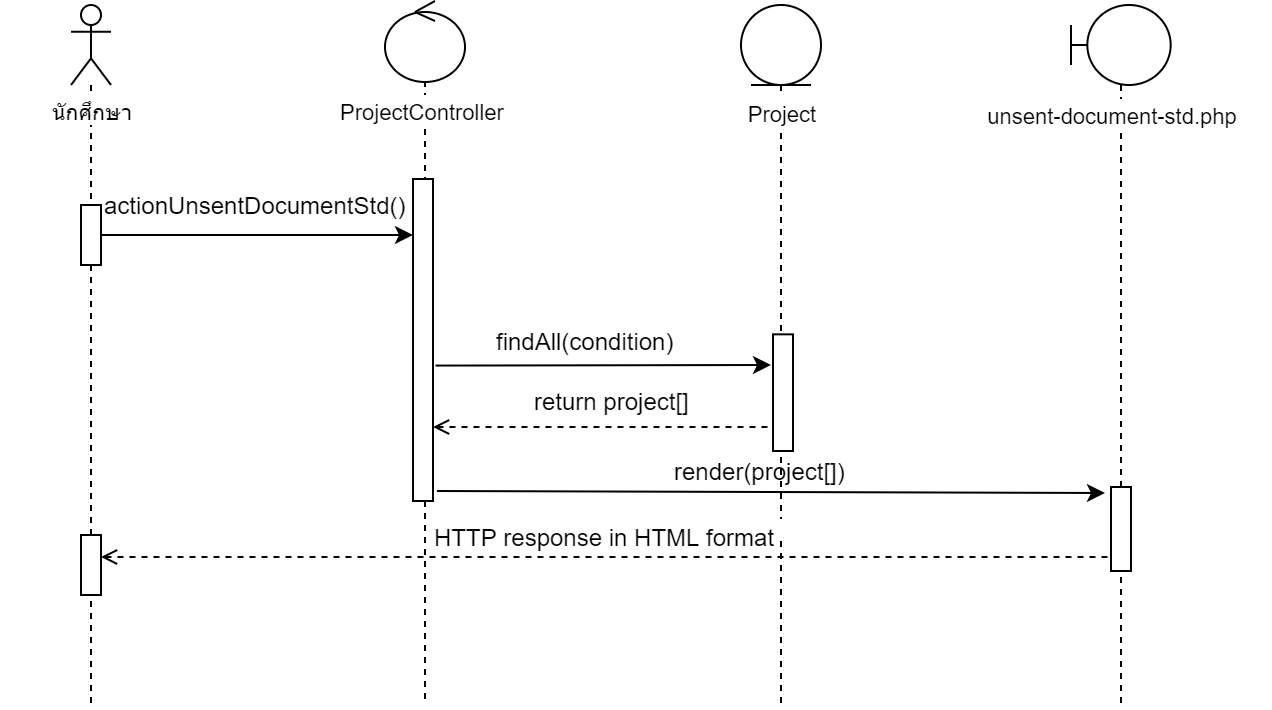 นักศึกษา
ProjectController
Project
unsent-document-std.php
actionUnsentDocumentStd()
findAll(condition)
return project[]
render(project[])
HTTP response in HTML format